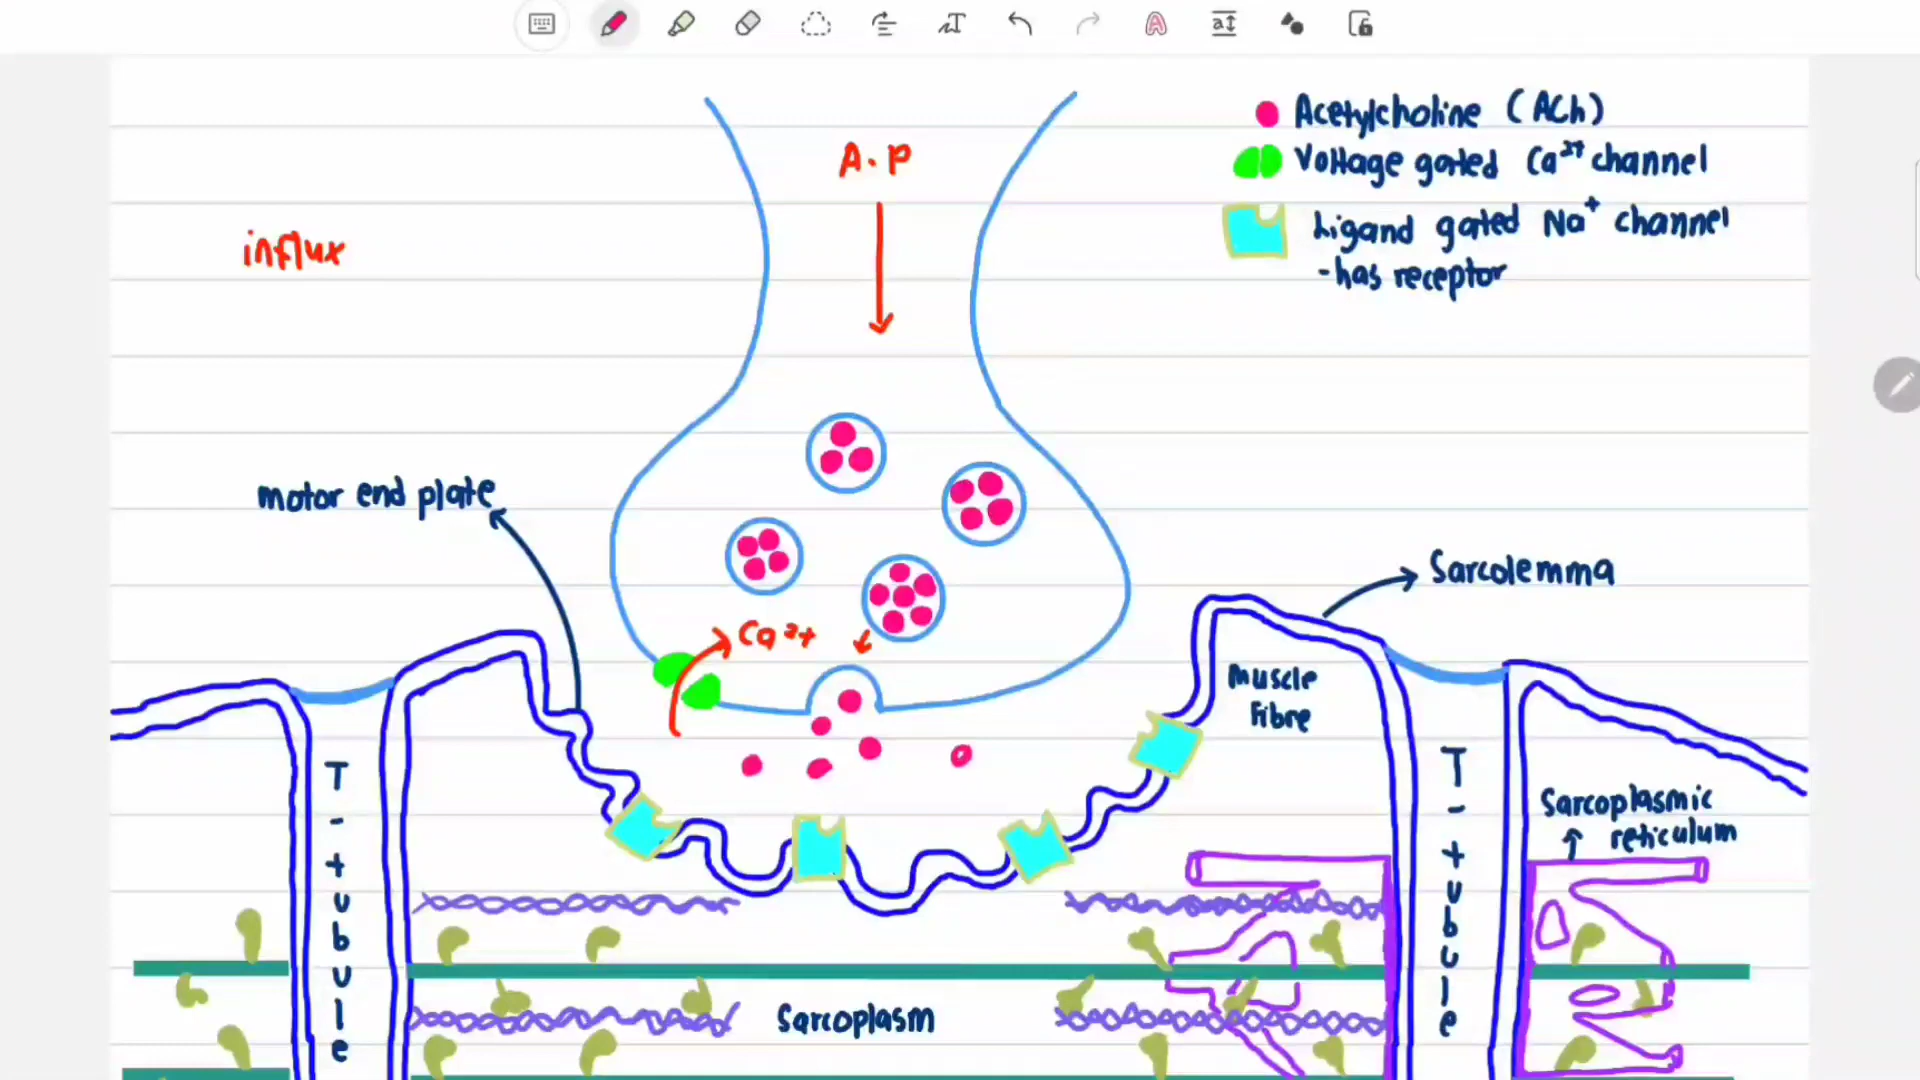 Acetylcholine (ACh)
Voltage gated Ca²⁺ channel
Ligand gated Na⁺ channel
-has receptor
A.P
influx
motor end plate
Sarcolemma
Ca²⁺
Muscle
Fibre
T-tubule
T-tubule
Sarcoplasmic
reticulum
Sarcoplasm